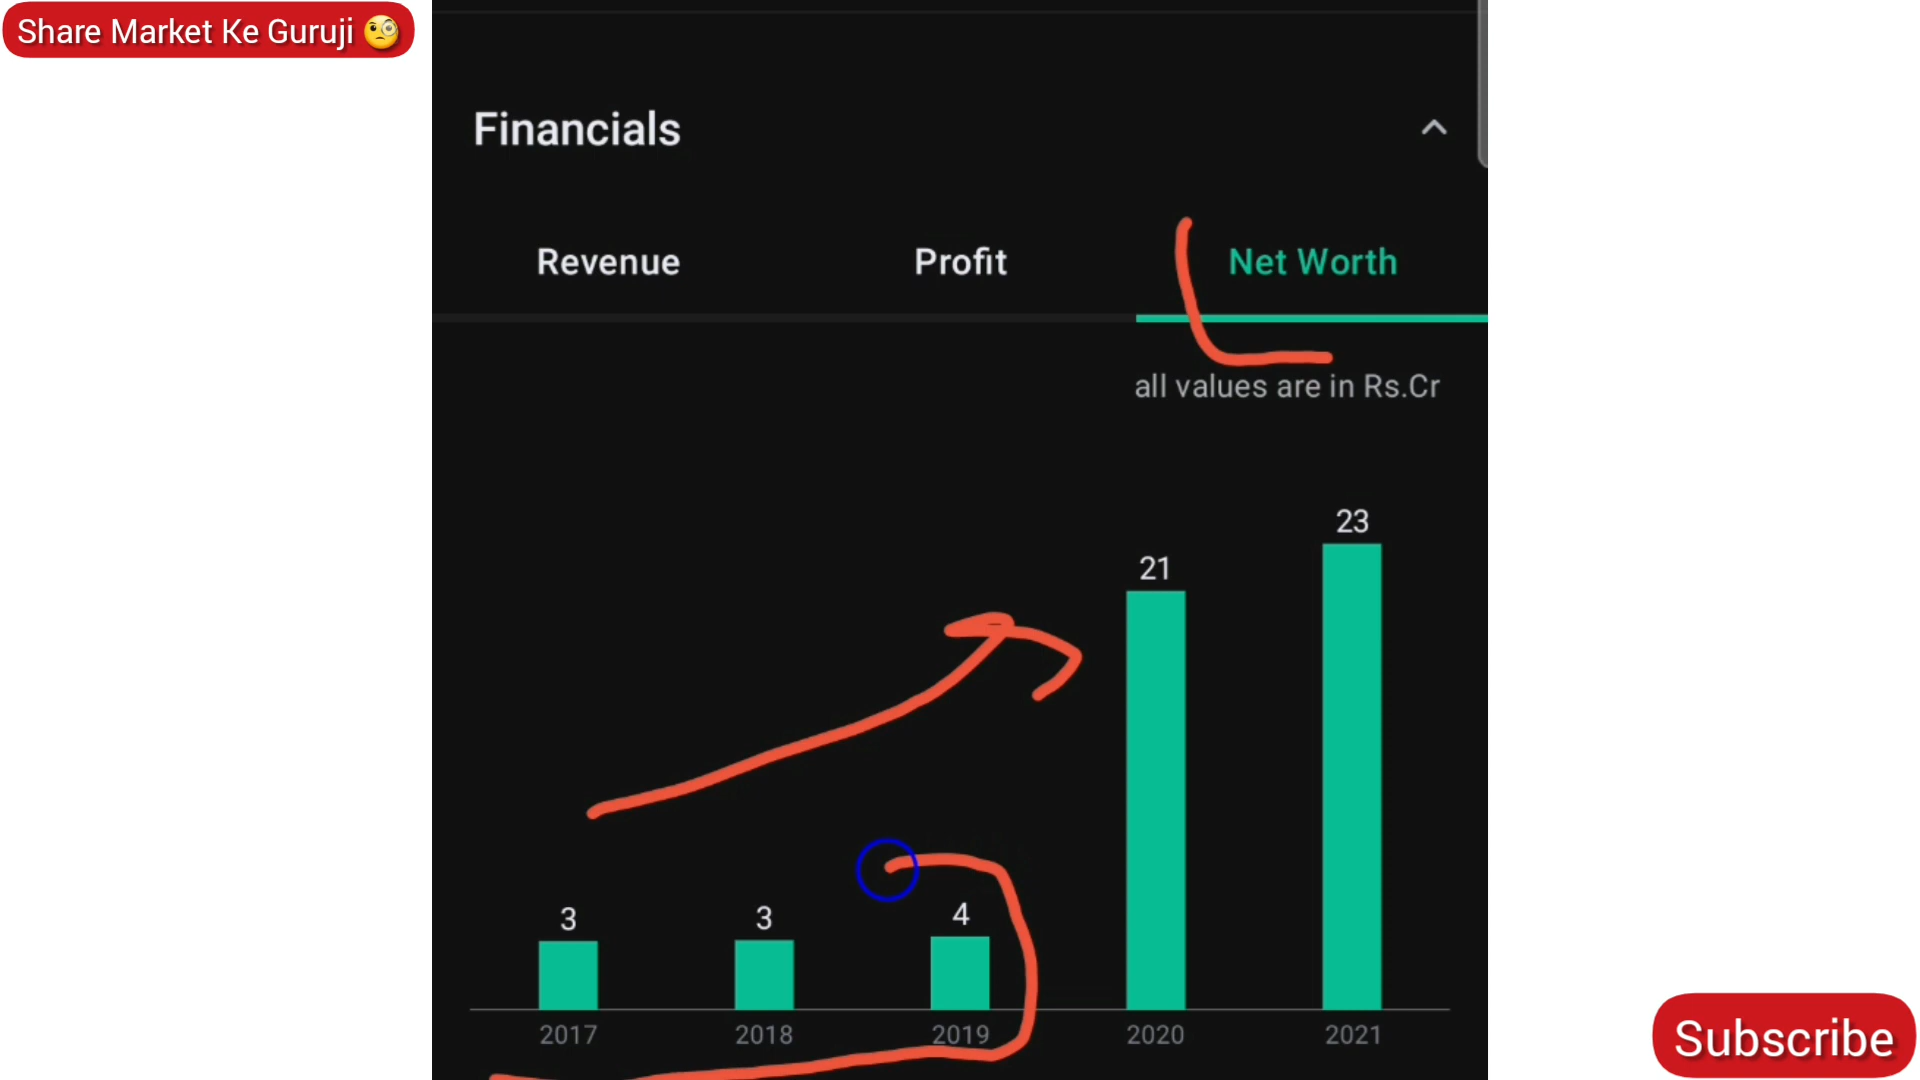 Share Market Ke Guruji
Financials
Revenue Profit Net Worth
all values are in Rs.Cr
3 3 4 21 23
2017 2018 2019 2020 2021
Subscribe